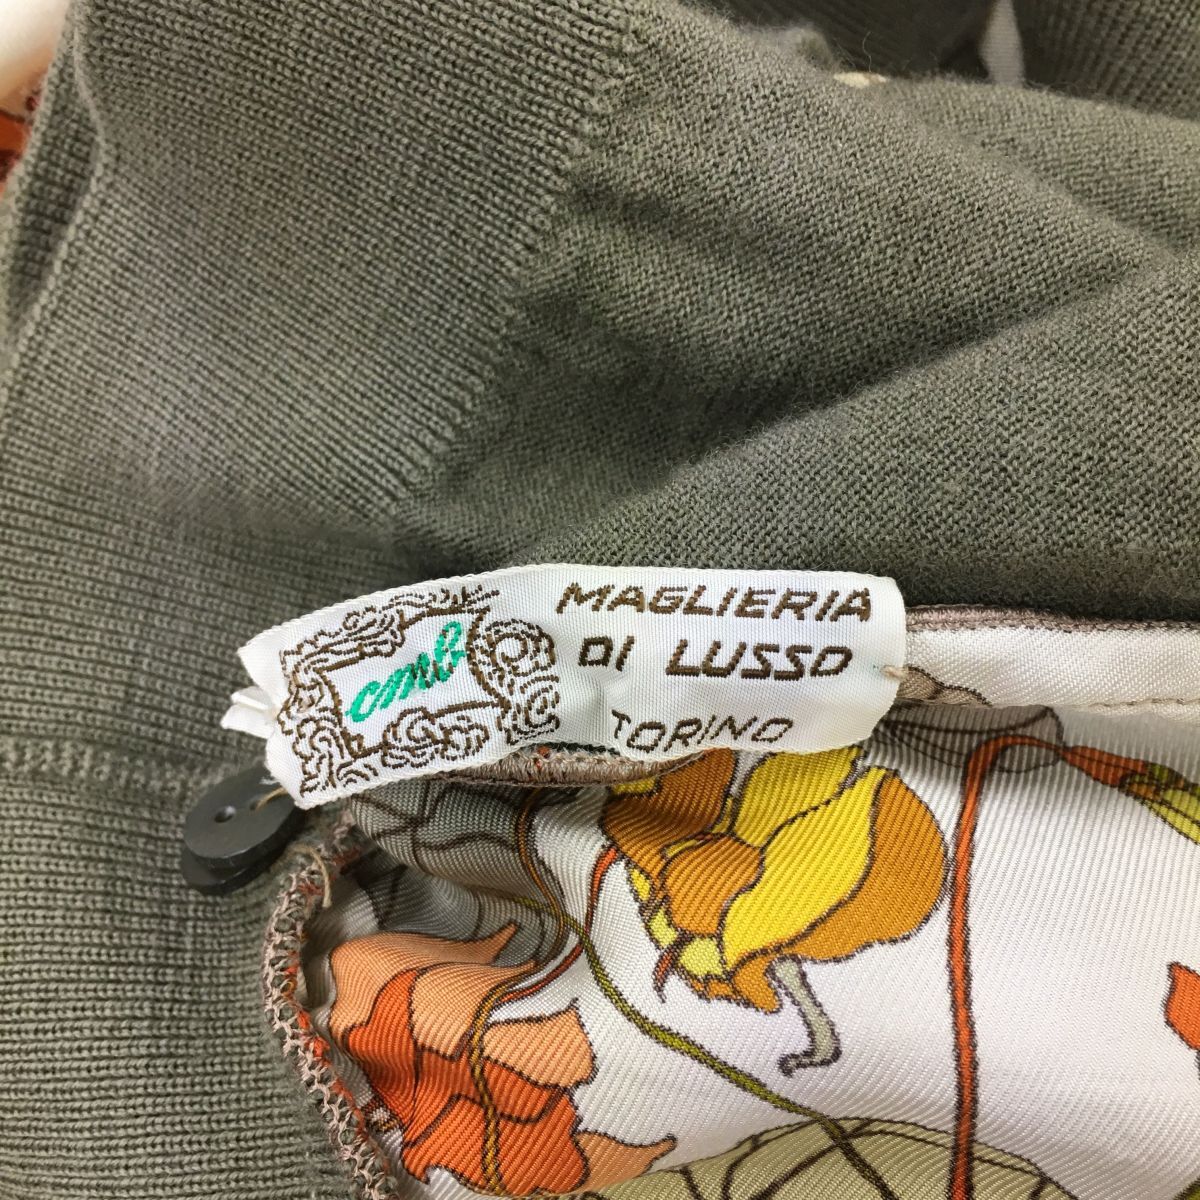 cmb
MAGLIERIA
DI LUSSO
TORINO